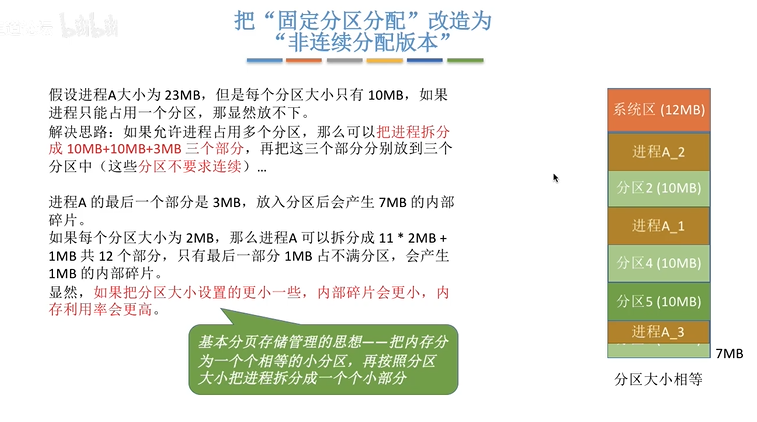 把“固定分区分配”改造为
“非连续分配版本”
假设进程A大小为 23MB，但是每个分区大小只有 10MB，如果
进程只能占用一个分区，那显然放不下。
解决思路：如果允许进程占用多个分区，那么可以把进程拆分
成 10MB+10MB+3MB 三个部分，再把这三个部分分别放到三个
分区中（这些分区不要求连续）…
进程A 的最后一个部分是 3MB，放入分区后会产生 7MB 的内部
碎片。
如果每个分区大小为 2MB，那么进程A 可以拆分成 11 * 2MB +
1MB 共 12 个部分，只有最后一部分 1MB 占不满分区，会产生
1MB 的内部碎片。
显然，如果把分区大小设置的更小一些，内部碎片会更小，内
存利用率会更高。
基本分页存储管理的思想——把内存分
为一个个相等的小分区，再按照分区
大小把进程拆分成一个个小部分
系统区 (12MB)
进程A_2
分区2 (10MB)
进程A_1
分区4 (10MB)
分区5 (10MB)
进程A_3
7MB
分区大小相等